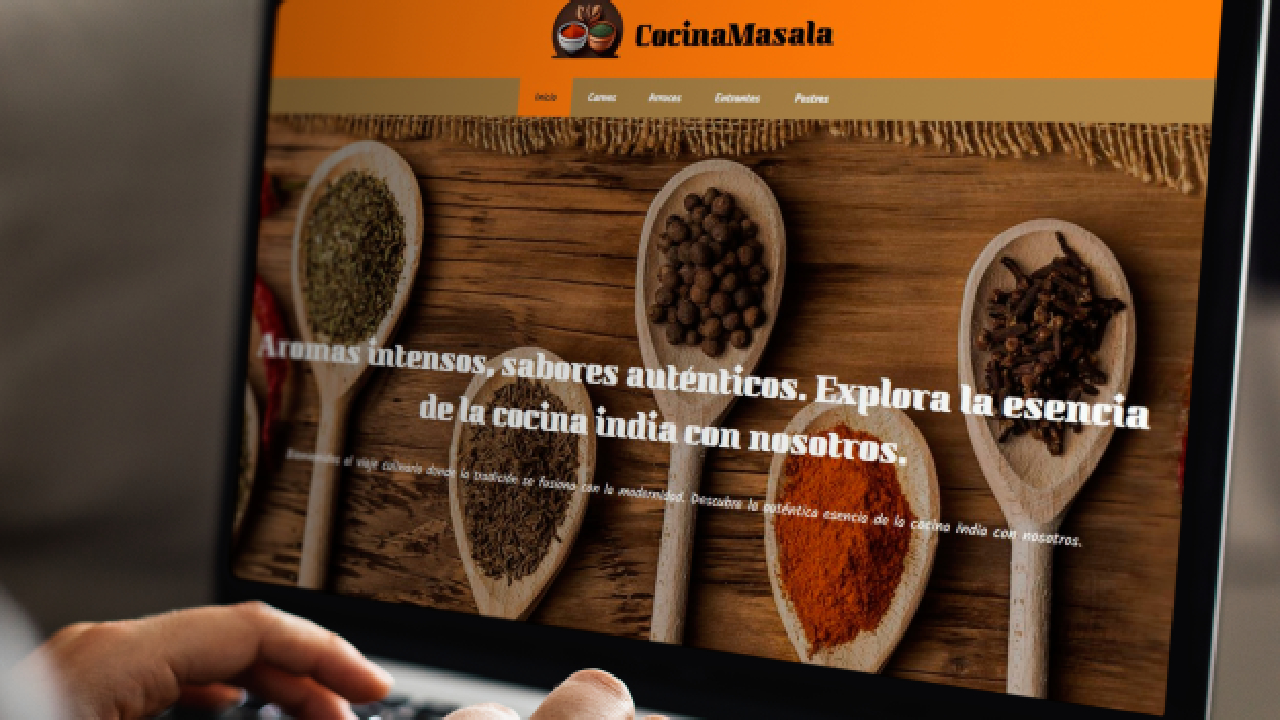 CocinaMasala
Inicio Carnes Arroces Entrantes Postres
Aromas intensos, sabores auténticos. Explora la esencia
de la cocina india con nosotros.
Bienvenidos al viaje culinario donde la tradición se fusiona con la modernidad. Descubre la auténtica esencia de la cocina india con nosotros.